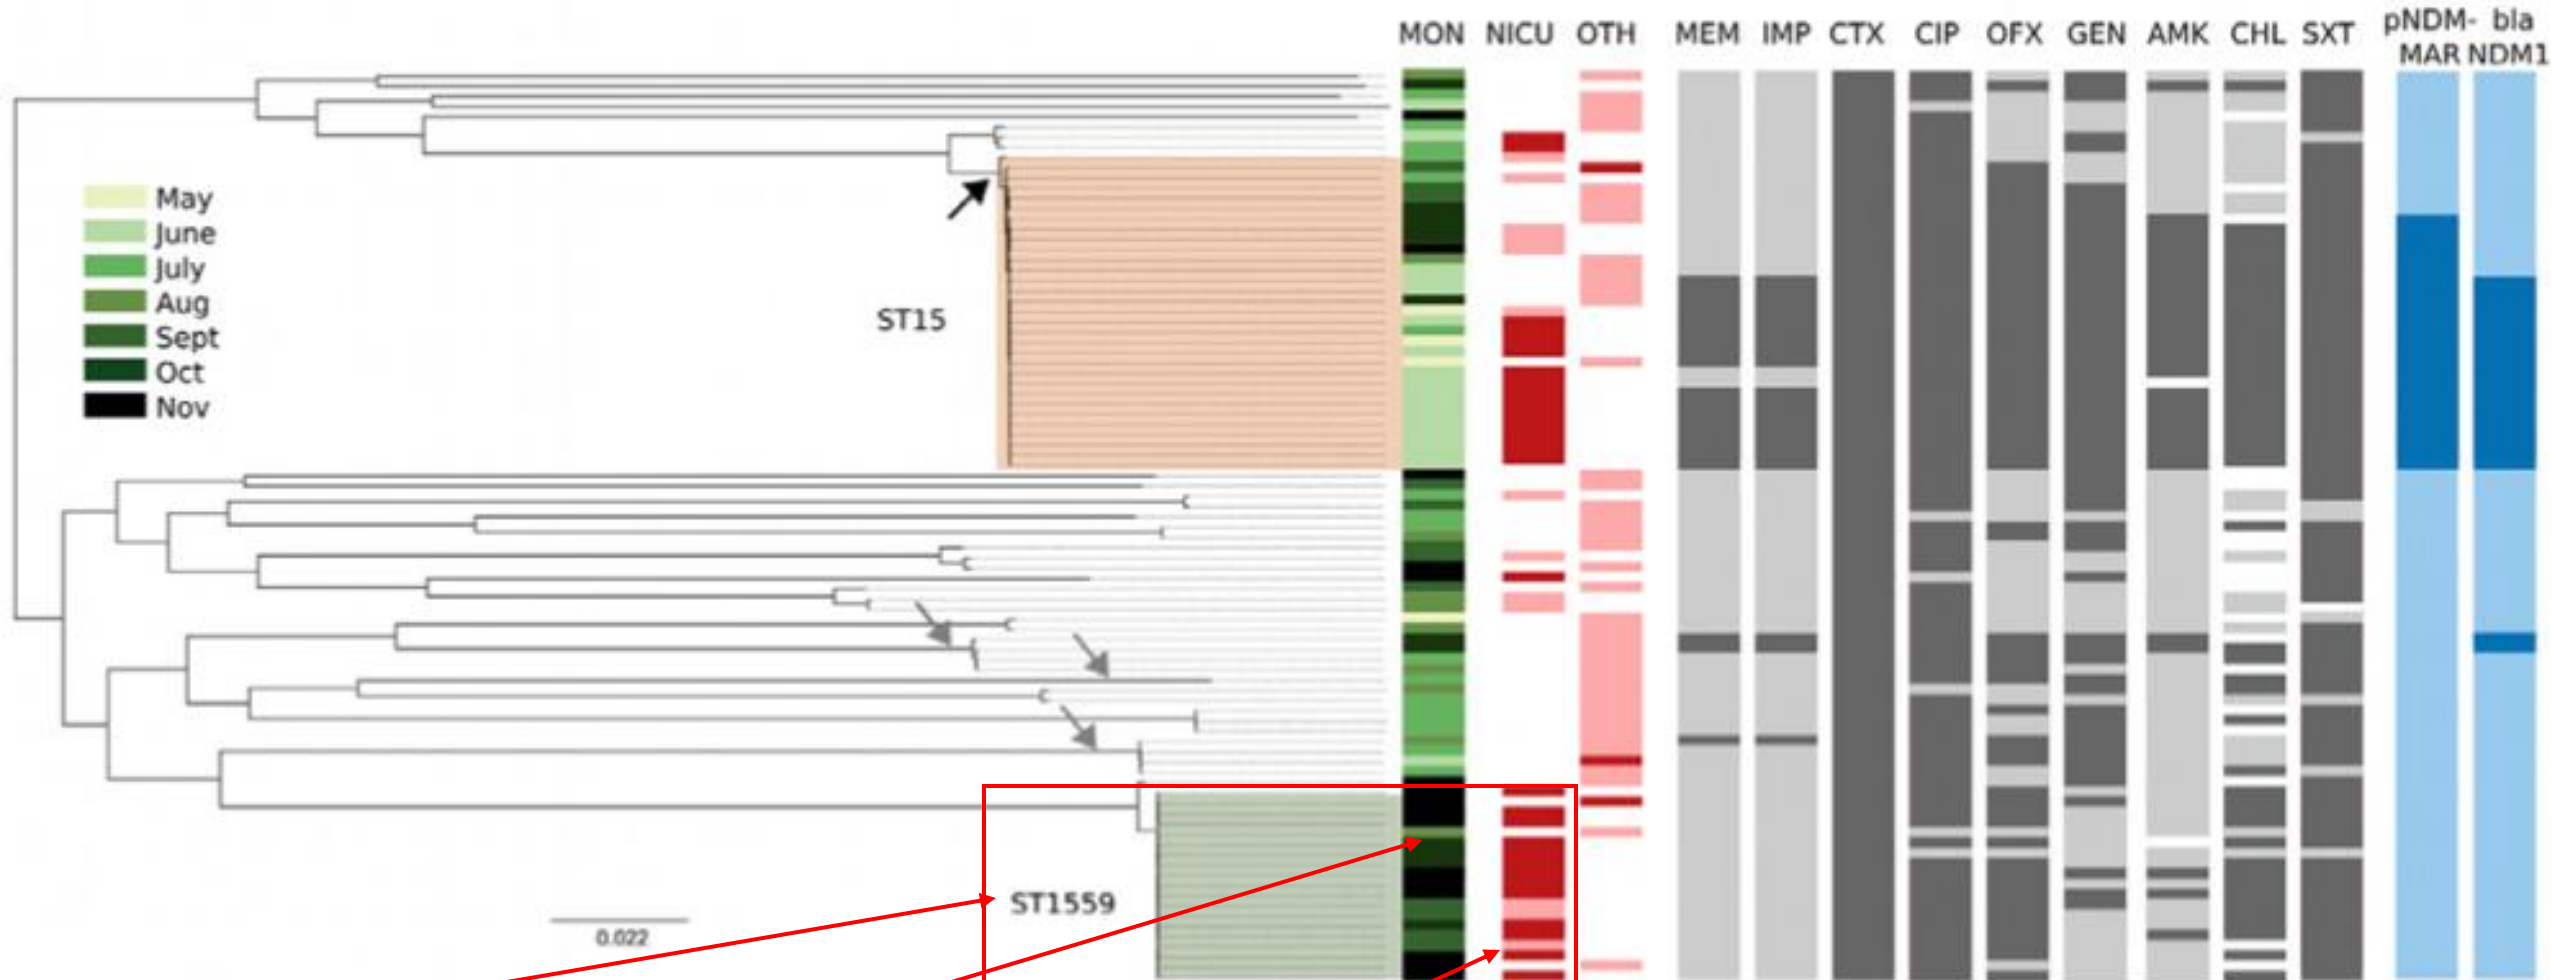 MON NICU OTH MEM IMP CTX CIP OFX GEN AMK CHL SXT pNDM-MAR bla NDM1
May
June
July
Aug
Sept
Oct
Nov
ST15
ST1559
0.022